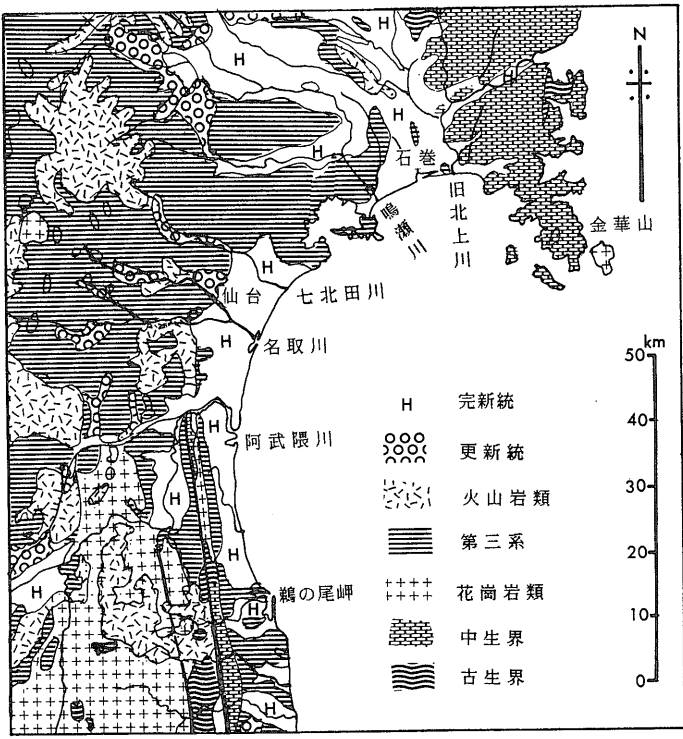 H
H
N
H
H
H
石巻
鳴瀬川
旧北上川
金華山
H
仙台
七北田川
H
名取川
km
50
40
30
20
10
0
H
阿武隈川
H
H
H
鵜の尾岬
H
H
H 完新統
更新統
火山岩類
第三系
花崗岩類
中生界
古生界